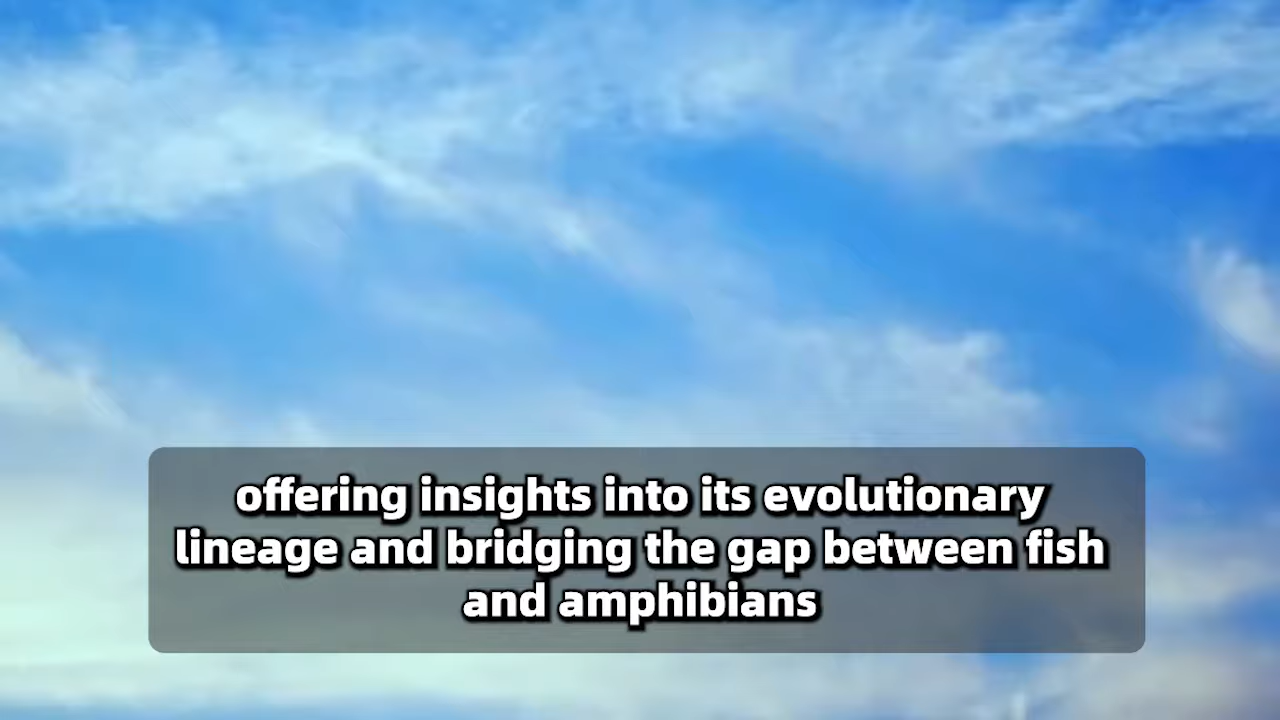 offering insights into its evolutionary
lineage and bridging the gap between fish
and amphibians